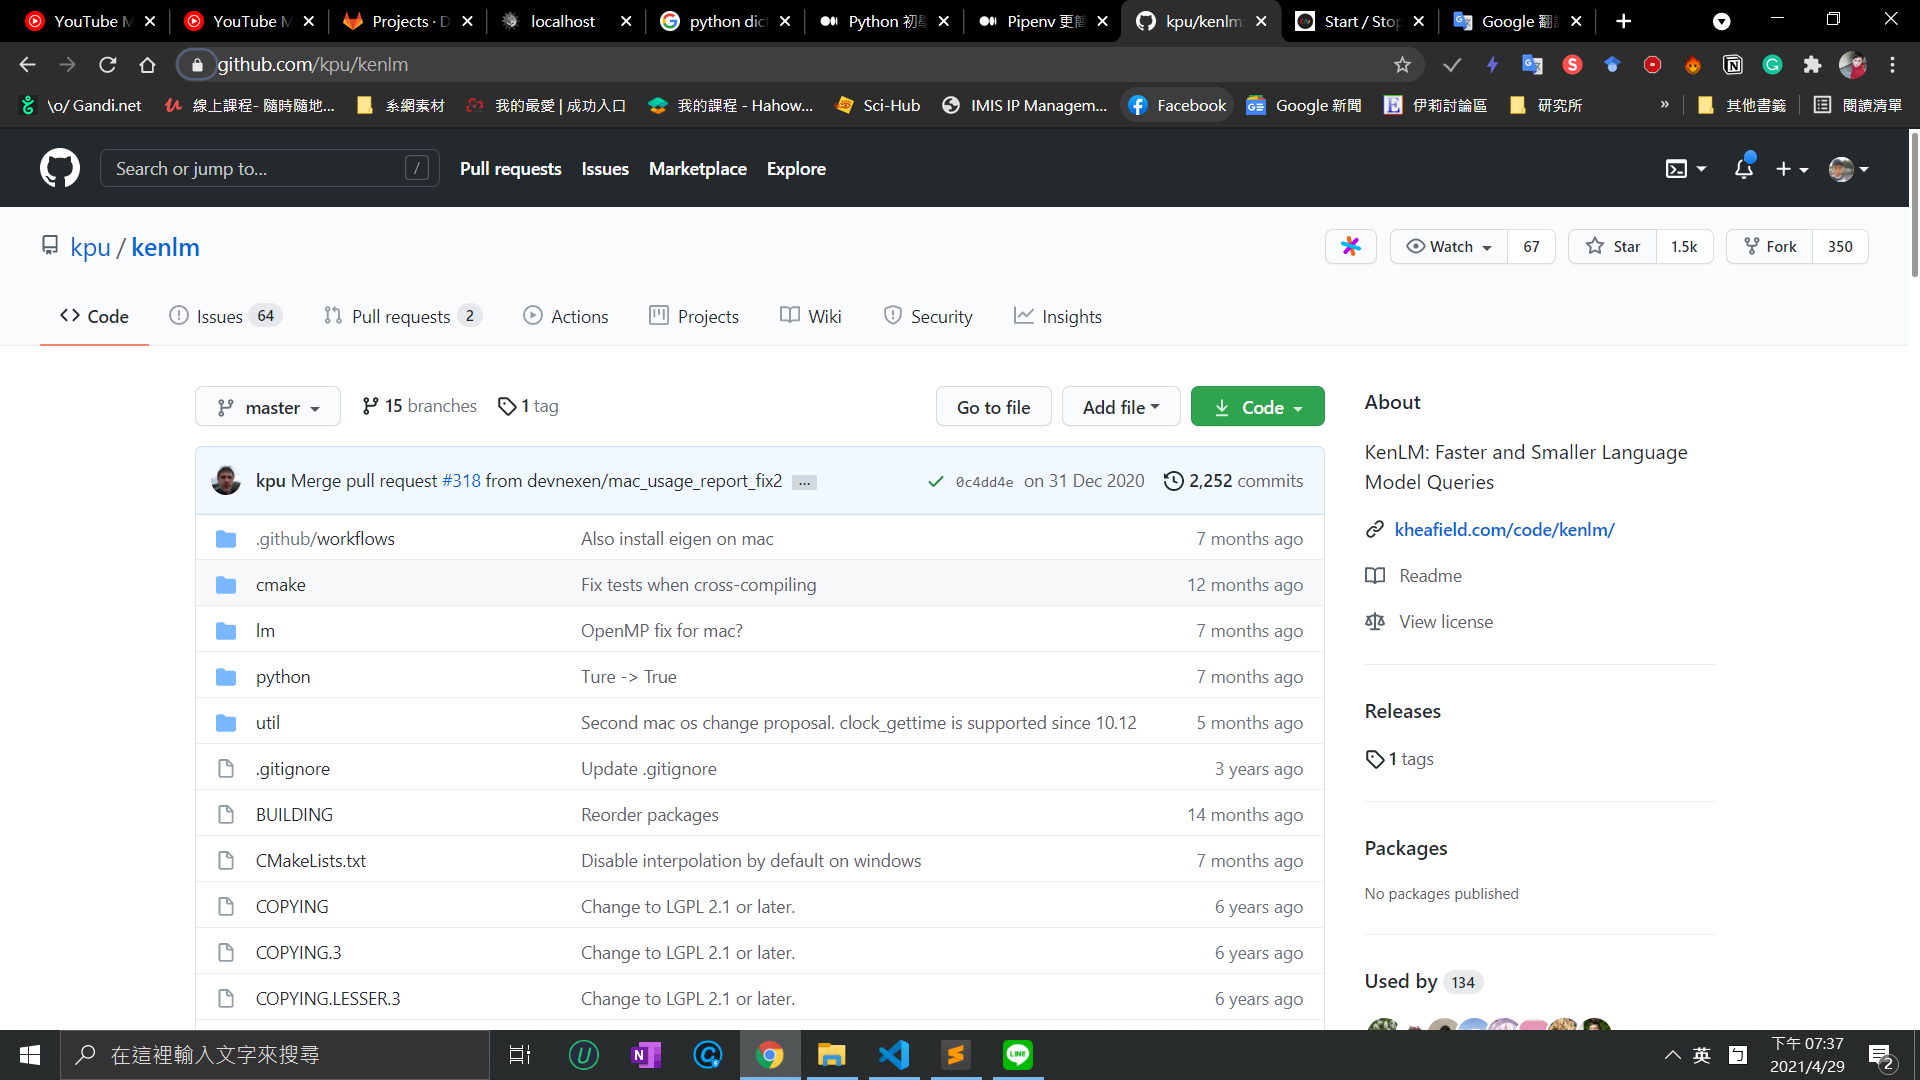 YouTube M
YouTube M
Projects · D
localhost
python dict
Python 初學
Pipenv 更簡
kpu/kenlm:
Start / Stop
Google 翻譯
github.com/kpu/kenlm
\o/ Gandi.net
線上課程- 隨時隨地...
系網素材
我的最愛 | 成功入口
我的課程 - Hahow...
Sci-Hub
IMIS IP Managem...
Facebook
Google 新聞
伊莉討論區
研究所
»
其他書籤
閱讀清單
Search or jump to...
/
Pull requests
Issues
Marketplace
Explore
kpu / kenlm
Watch 67
Star 1.5k
Fork 350
Code
Issues 64
Pull requests 2
Actions
Projects
Wiki
Security
Insights
master
15 branches
1 tag
Go to file
Add file
Code
kpu Merge pull request #318 from devnexen/mac_usage_report_fix2 ...
0c4dd4e on 31 Dec 2020
2,252 commits
.github/workflows Also install eigen on mac 7 months ago
cmake Fix tests when cross-compiling 12 months ago
lm OpenMP fix for mac? 7 months ago
python Ture -> True 7 months ago
util Second mac os change proposal. clock_gettime is supported since 10.12 5 months ago
.gitignore Update .gitignore 3 years ago
BUILDING Reorder packages 14 months ago
CMakeLists.txt Disable interpolation by default on windows 7 months ago
COPYING Change to LGPL 2.1 or later. 6 years ago
COPYING.3 Change to LGPL 2.1 or later. 6 years ago
COPYING.LESSER.3 Change to LGPL 2.1 or later. 6 years ago
About
KenLM: Faster and Smaller Language
Model Queries
kheafield.com/code/kenlm/
Readme
View license
Releases
1 tags
Packages
No packages published
Used by 134
在這裡輸入文字來搜尋
英
下午 07:37
2021/4/29
2